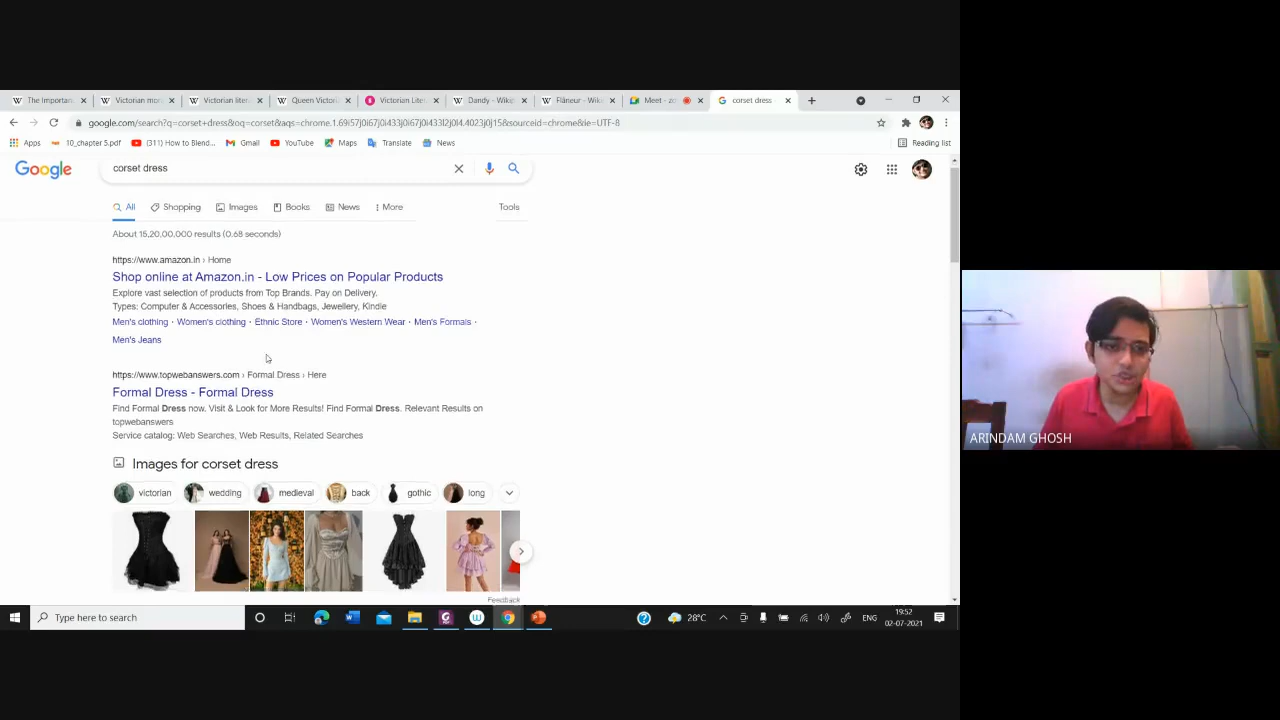 The Importan
Victorian mor
Victorian liter
Queen Victori
Victorian Lite
Dandy - Wikip
Flâneur - Wiki
Meet - zo
corset dress
google.com/search?q=corset+dress&oq=corset&aqs=chrome.1.69i57j0i67j0i433j0i67j0i433l2j0l4.4023j0j15&sourceid=chrome&ie=UTF-8
Apps
10_chapter 5.pdf
(311) How to Blend...
Gmail
YouTube
Maps
Translate
News
Reading list
Google
corset dress
All
Shopping
Images
Books
News
More
Tools
About 15,20,00,000 results (0.68 seconds)
https://www.amazon.in › Home
Shop online at Amazon.in - Low Prices on Popular Products
Explore vast selection of products from Top Brands. Pay on Delivery.
Types: Computer & Accessories, Shoes & Handbags, Jewellery, Kindle
Men's clothing · Women's clothing · Ethnic Store · Women's Western Wear · Men's Formals ·
Men's Jeans
https://www.topwebanswers.com › Formal Dress › Here
Formal Dress - Formal Dress
Find Formal Dress now. Visit & Look for More Results! Find Formal Dress. Relevant Results on
topwebanswers
Service catalog: Web Searches, Web Results, Related Searches
Images for corset dress
victorian
wedding
medieval
back
gothic
long
Feedback
Type here to search
28°C
ENG
19:52
02-07-2021
ARINDAM GHOSH